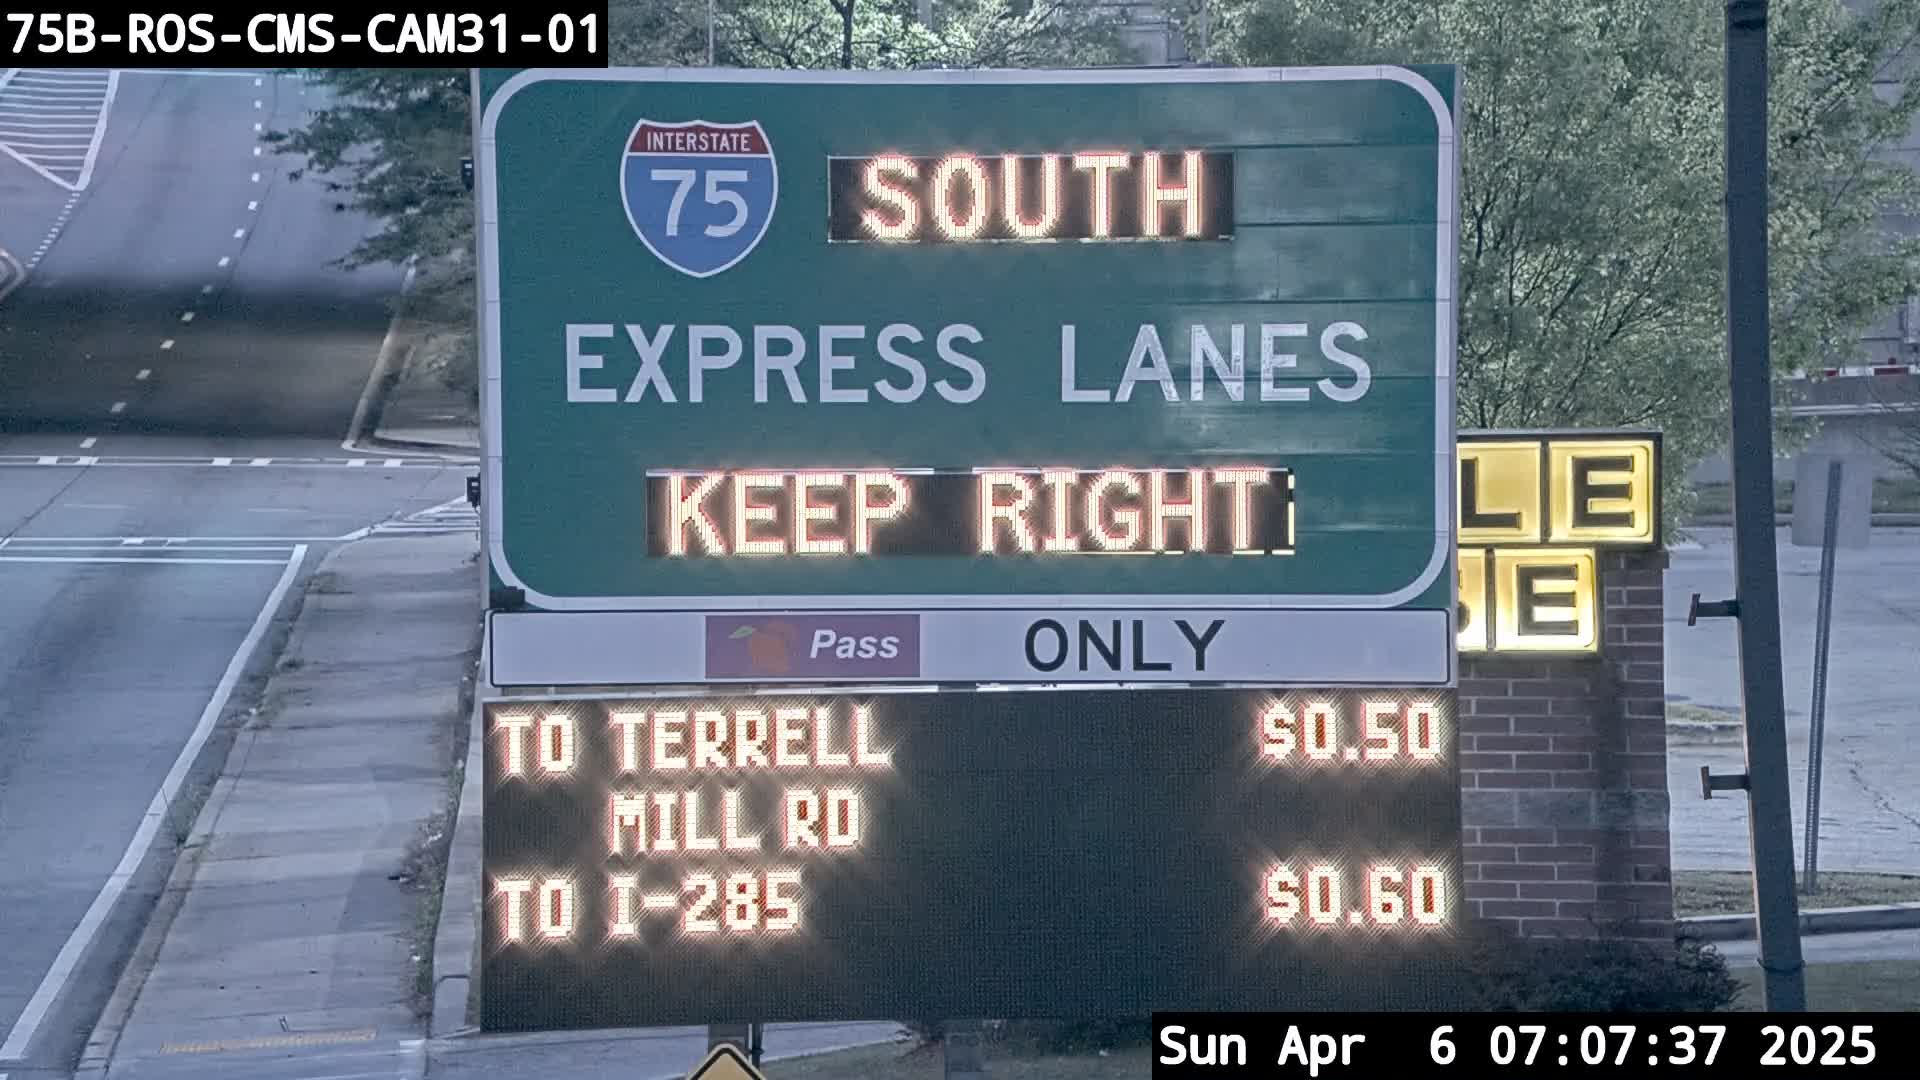 75B-ROS-CMS-CAM31-01
INTERSTATE
75
SOUTH
EXPRESS LANES
KEEP RIGHT
Pass ONLY
LE
E
TO TERRELL $0.50
MILL RD
TO I-285 $0.60
Sun Apr 6 07:07:37 2025